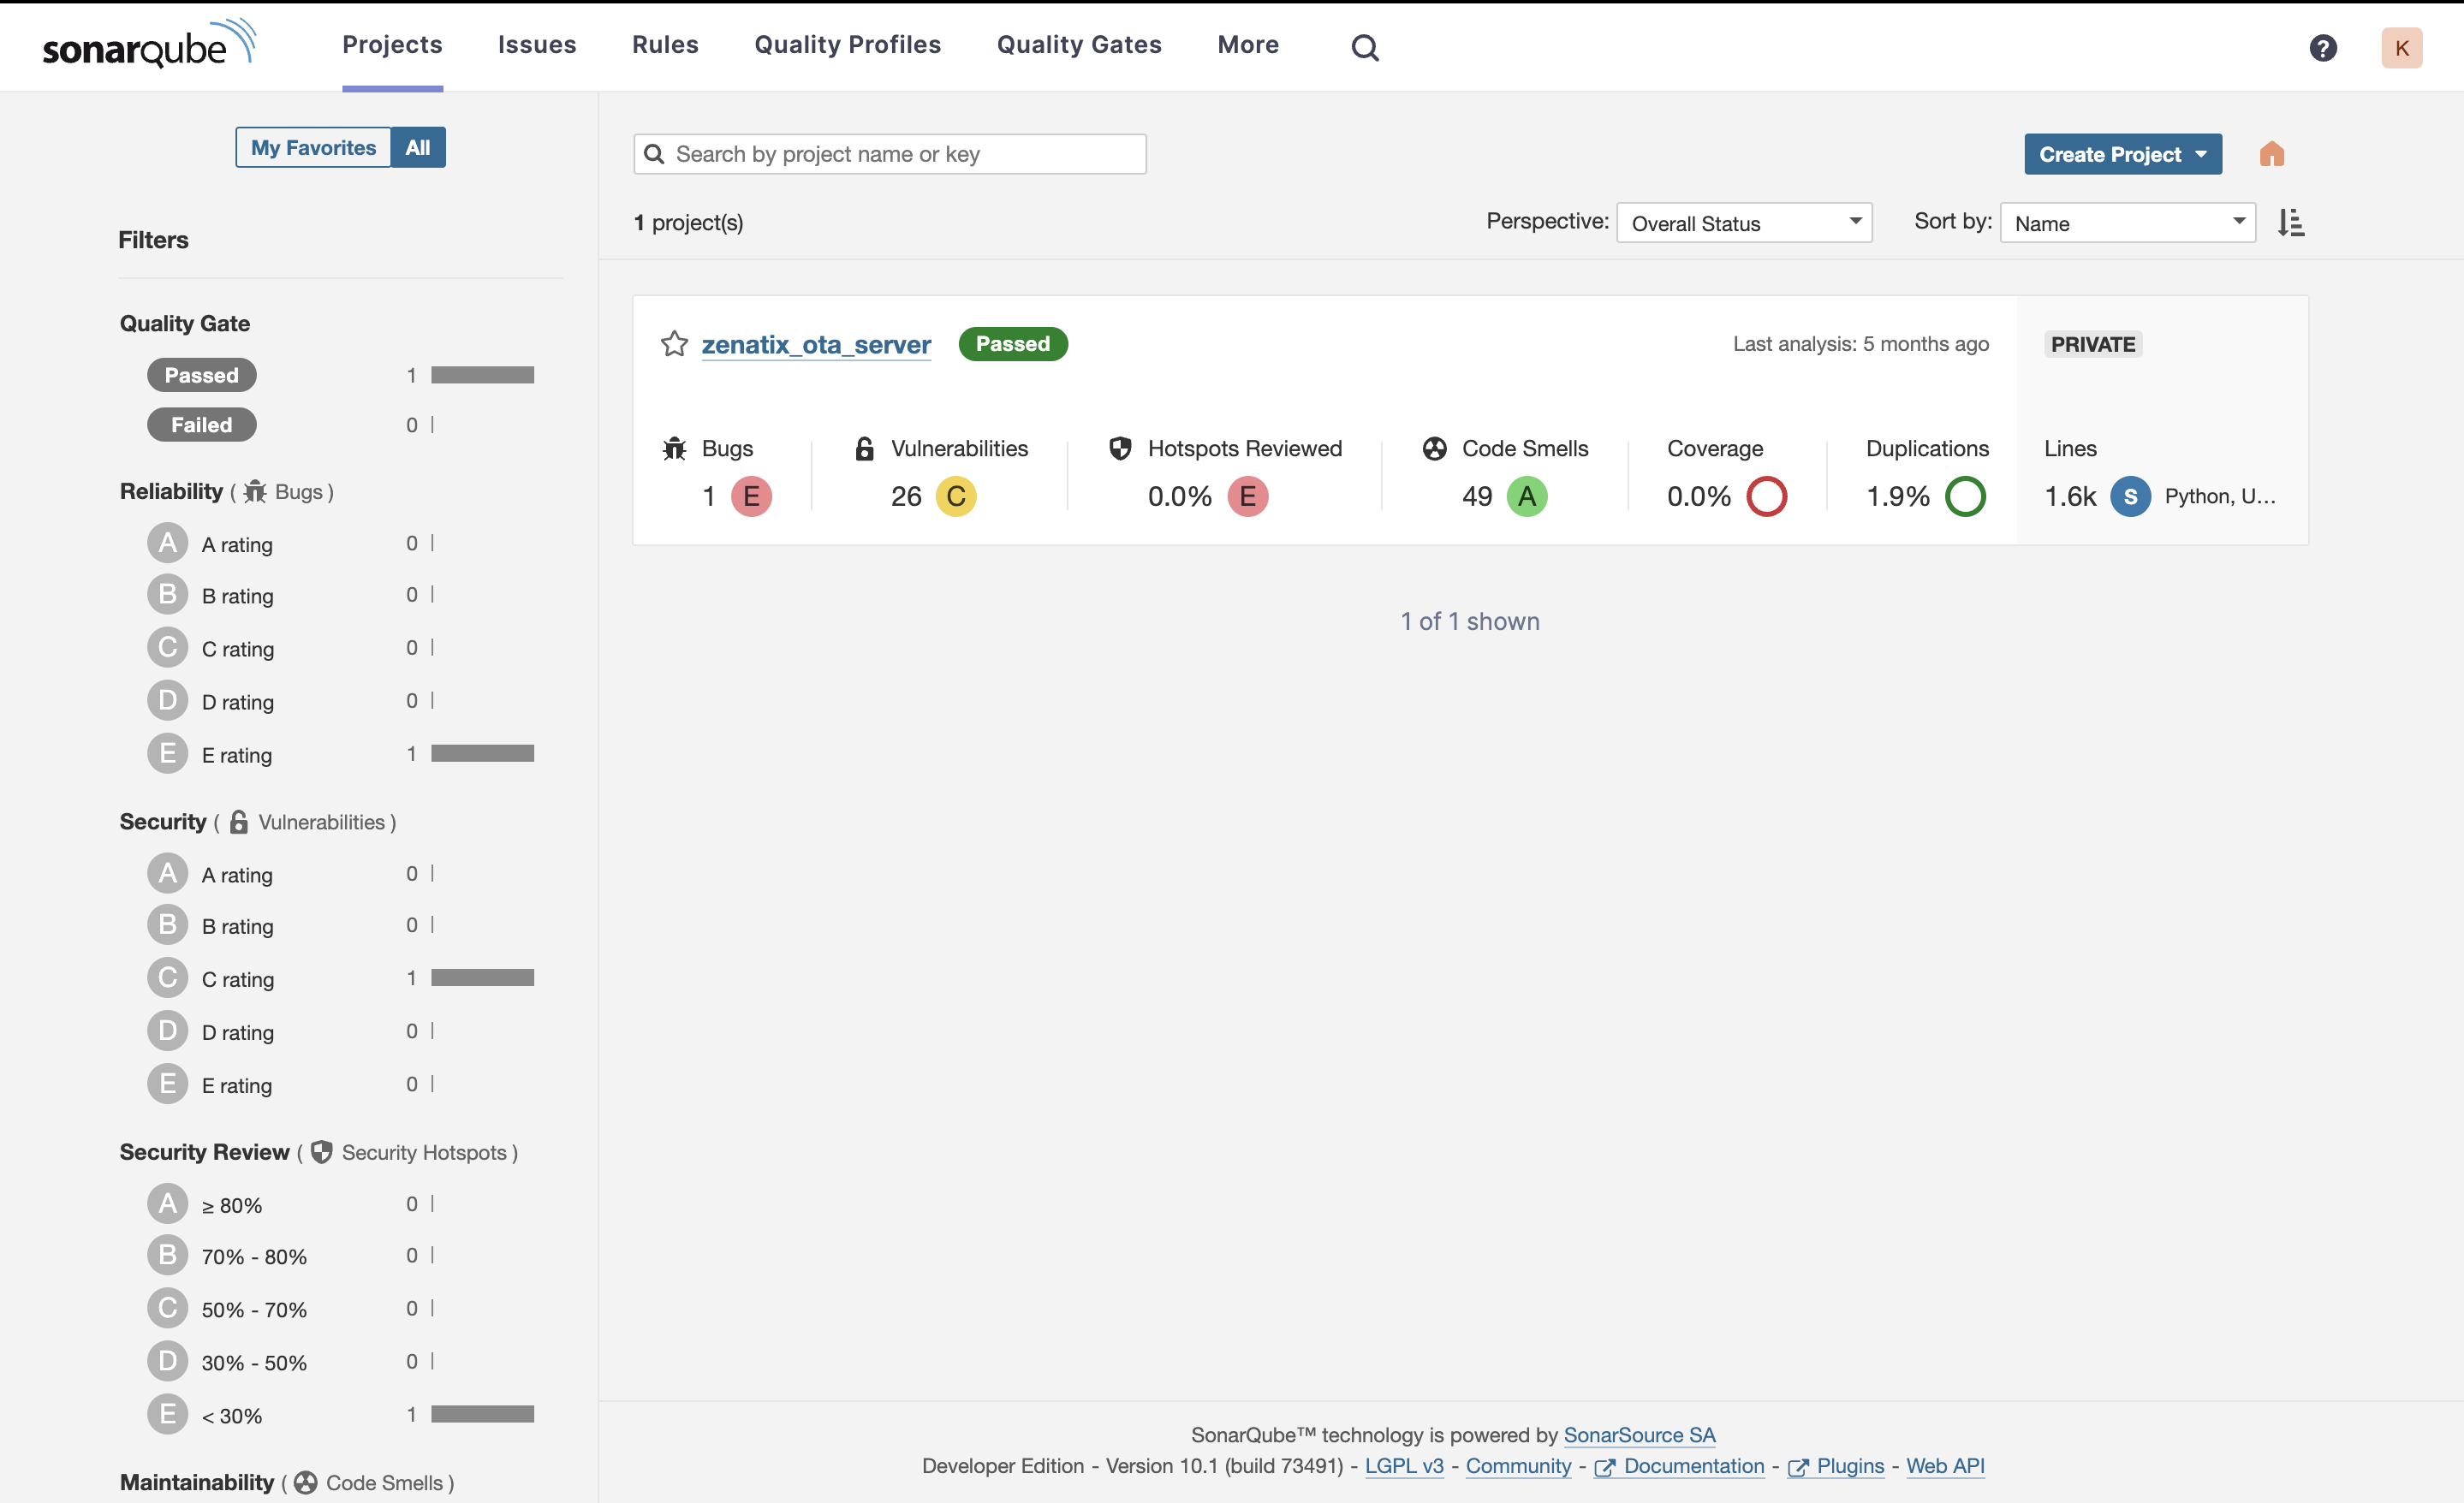 sonarqube Projects Issues Rules Quality Profiles Quality Gates More ? K
My Favorites All
Filters
Quality Gate
Passed 1
Failed 0
Reliability ( Bugs )
A A rating 0
B B rating 0
C C rating 0
D D rating 0
E E rating 1
Security ( Vulnerabilities )
A A rating 0
B B rating 0
C C rating 1
D D rating 0
E E rating 0
Security Review ( Security Hotspots )
A ≥ 80% 0
B 70% - 80% 0
C 50% - 70% 0
D 30% - 50% 0
E < 30% 1
Maintainability ( Code Smells )
Search by project name or key Create Project
1 project(s) Perspective: Overall Status Sort by: Name
zenatix_ota_server Passed Last analysis: 5 months ago PRIVATE
Bugs Vulnerabilities Hotspots Reviewed Code Smells Coverage Duplications Lines
1 E 26 C 0.0% E 49 A 0.0% 1.9% 1.6k S Python, U...
1 of 1 shown
SonarQube™ technology is powered by SonarSource SA
Developer Edition - Version 10.1 (build 73491) - LGPL v3 - Community - Documentation - Plugins - Web API